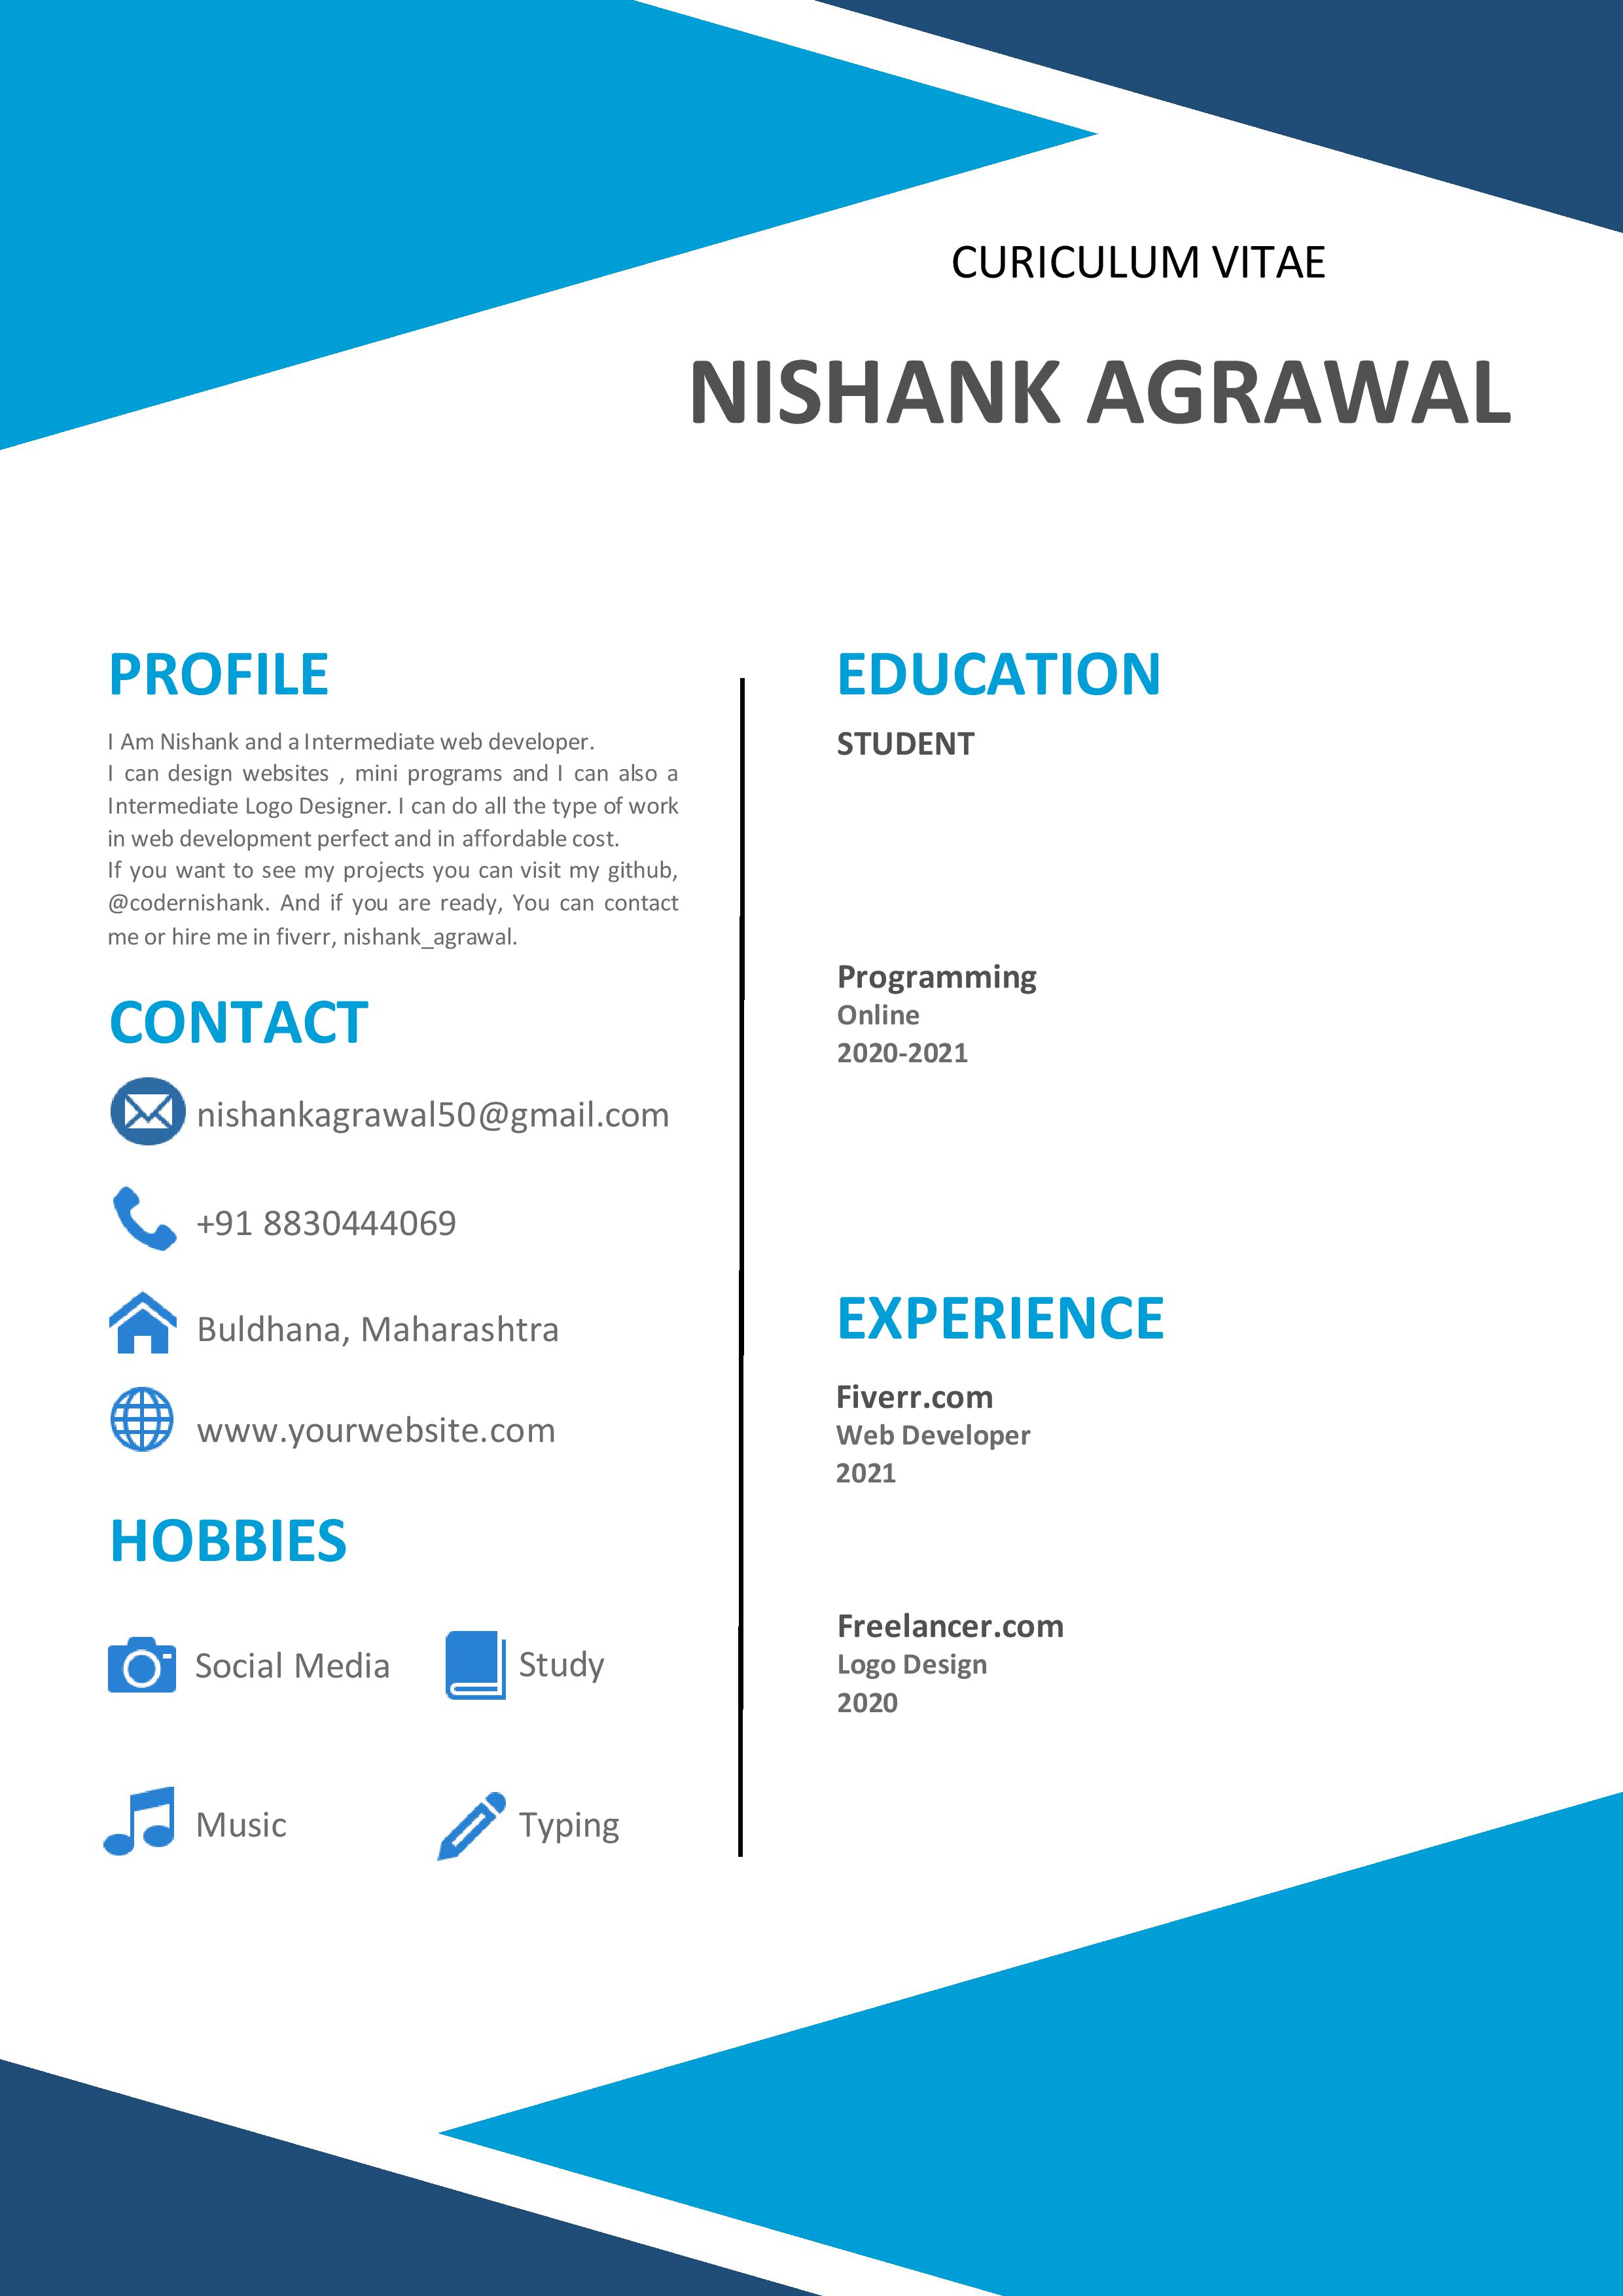 CURICULUM VITAE
NISHANK AGRAWAL
PROFILE
I Am Nishank and a Intermediate web developer.
I can design websites , mini programs and I can also a
Intermediate Logo Designer. I can do all the type of work
in web development perfect and in affordable cost.
If you want to see my projects you can visit my github,
@codernishank. And if you are ready, You can contact
me or hire me in fiverr, nishank_agrawal.
CONTACT
nishankagrawal50@gmail.com
+91 8830444069
Buldhana, Maharashtra
www.yourwebsite.com
HOBBIES
Social Media
Study
Music
Typing
EDUCATION
STUDENT
Programming
Online
2020-2021
EXPERIENCE
Fiverr.com
Web Developer
2021
Freelancer.com
Logo Design
2020